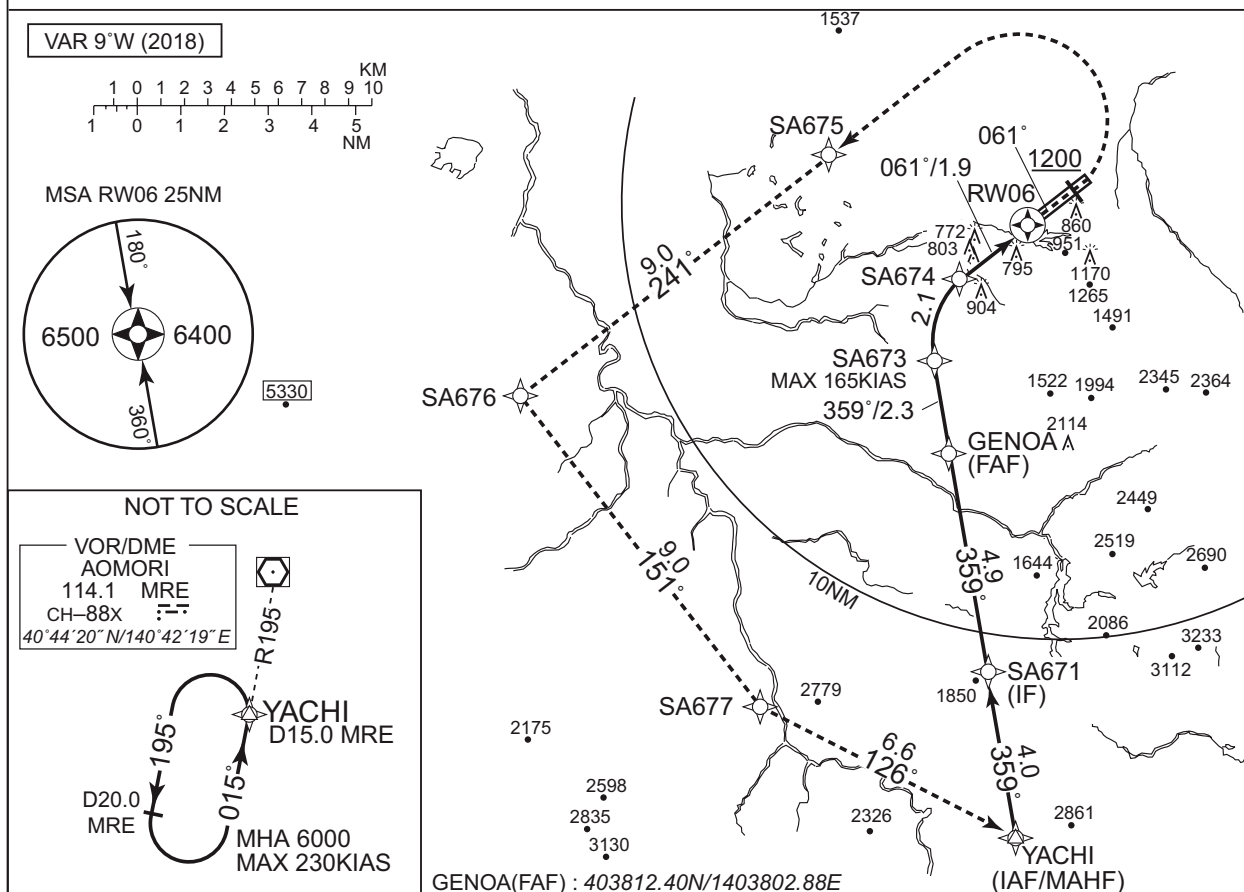 VAR 9°W (2018)
KM
1 0 1 2 3 4 5 6 7 8 9 10
1 0 1 2 3 4 5
NM
MSA RW06 25NM
180°
6500
6400
360°
5330
NOT TO SCALE
VOR/DME
AOMORI
114.1 MRE
CH–88X
40°44´20˝N/140°42´19˝E
R195°
YACHI
D15.0 MRE
195°
015°
D20.0
MRE
MHA 6000
MAX 230KIAS
1537
SA675
061°
1200
061°/1.9
RW06
860
951
772
803
795
1170
1265
SA674
904
1491
2.1
9.0
241°
SA673
MAX 165KIAS
359°/2.3
SA676
1522
1994
2345
2364
2114
GENOA
(FAF)
2449
4.9
359°
1644
2519
2690
9.0
151°
10NM
2086
3233
3112
SA671
(IF)
1850
2779
SA677
2175
6.6
126°
4.0
359°
2598
2835
3130
2326
2861
YACHI
(IAF/MAHF)
GENOA(FAF) : 403812.40N/1403802.88E